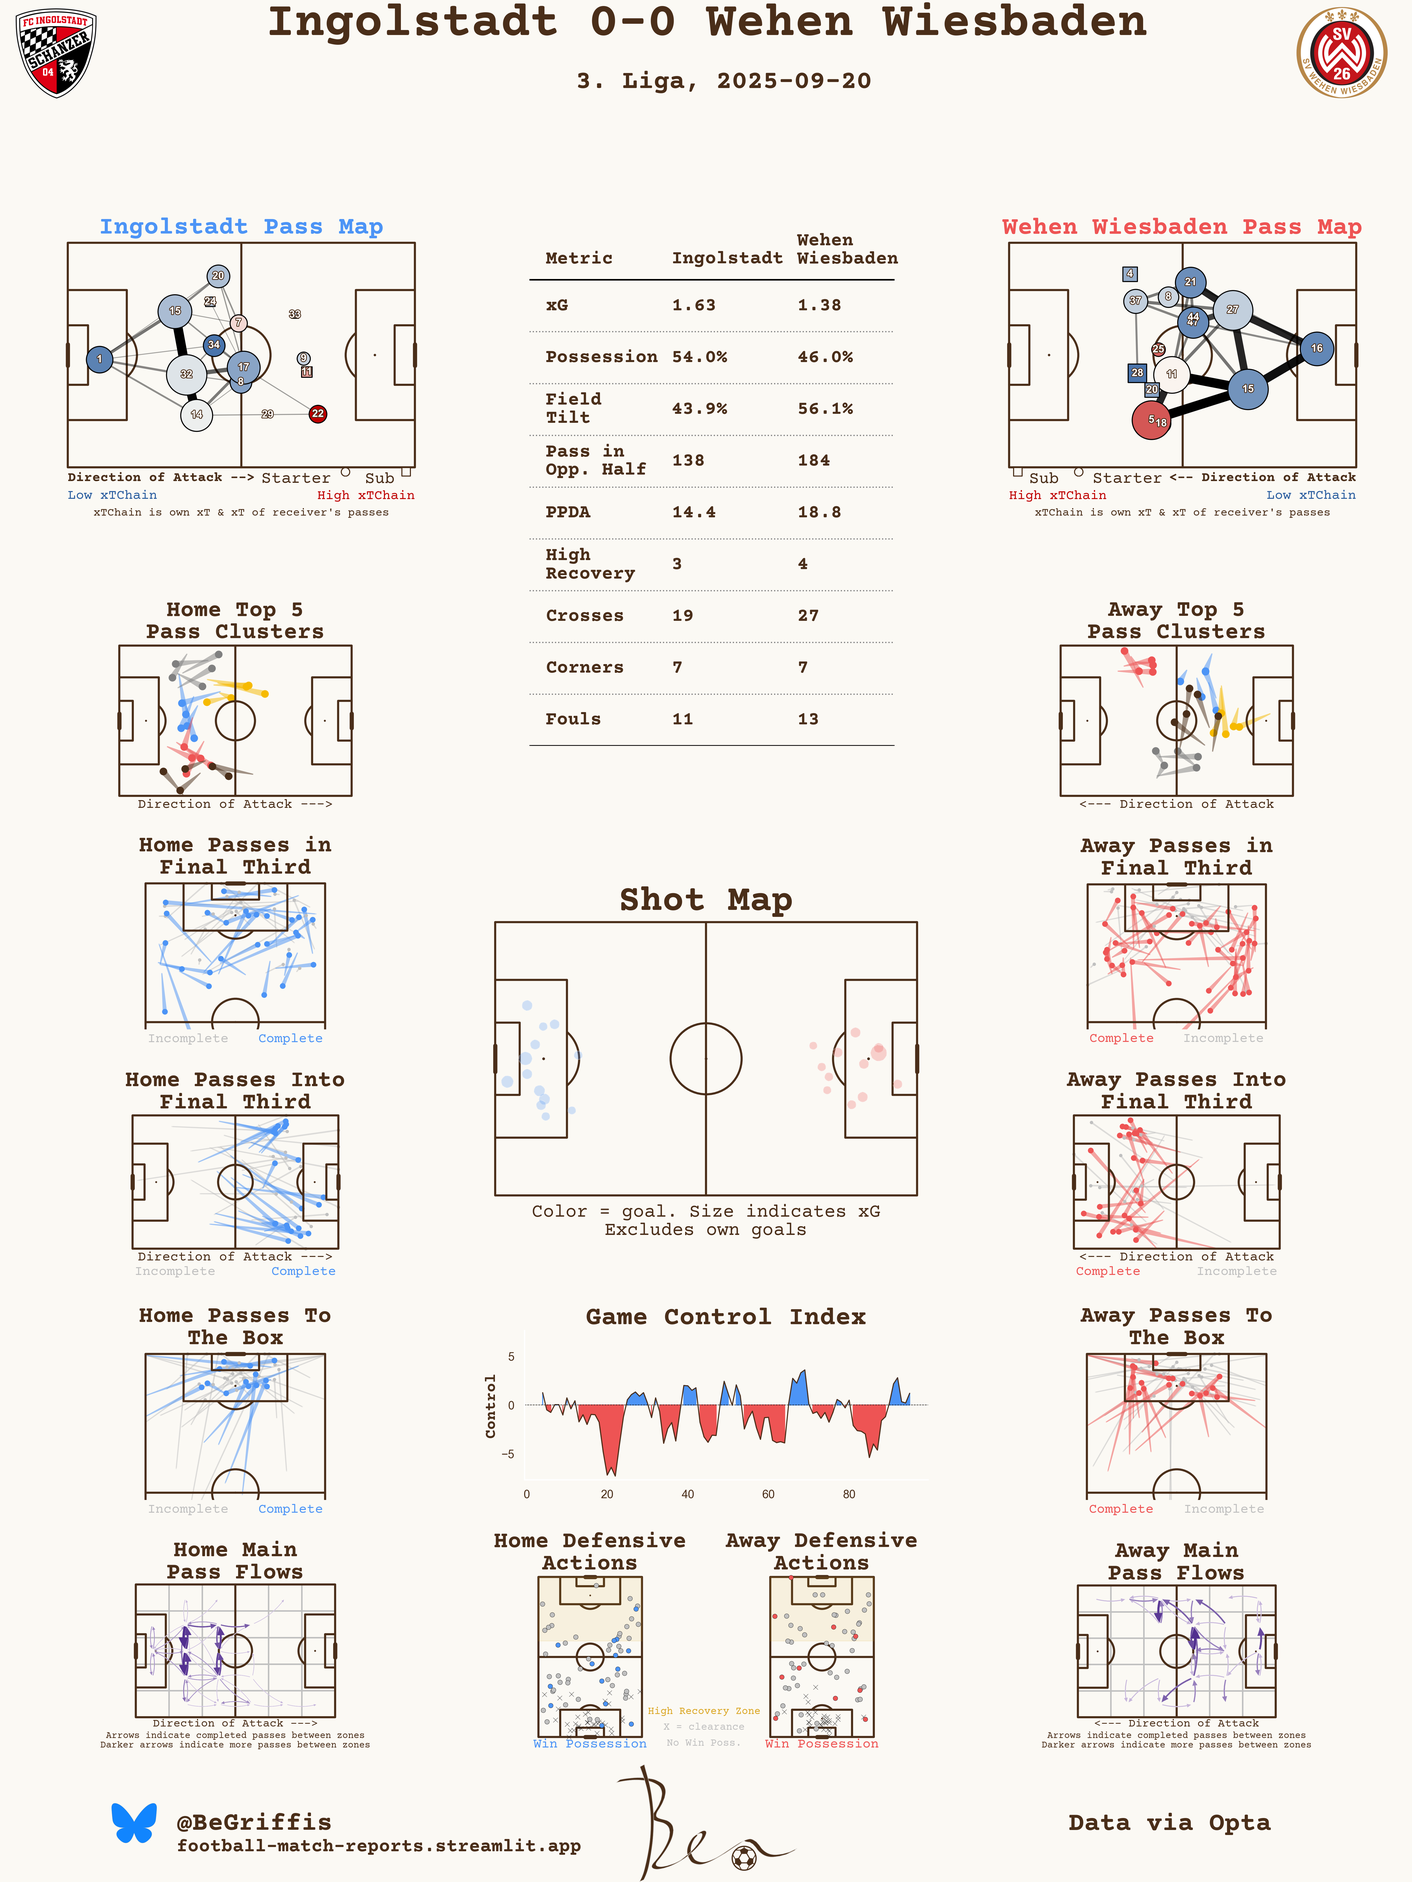 Ingolstadt 0-0 Wehen Wiesbaden
3. Liga, 2025-09-20
FC INGOLSTADT
SCHANZER
04
SV
26
SV WEHEN WIESBADEN
Ingolstadt Pass Map
20
15
24
7
33
34
1
9
17
11
32
8
14
29
22
Direction of Attack --> Starter Sub
Low xTChain High xTChain
xTChain is own xT & xT of receiver's passes
Metric Ingolstadt Wehen Wiesbaden
xG 1.63 1.38
Possession 54.0% 46.0%
Field Tilt 43.9% 56.1%
Pass in Opp. Half 138 184
PPDA 14.4 18.8
High Recovery 3 4
Crosses 19 27
Corners 7 7
Fouls 11 13
Wehen Wiesbaden Pass Map
4
21
37
8
27
44
47
25
16
28
11
20
15
5
18
Sub Starter <-- Direction of Attack
High xTChain Low xTChain
xTChain is own xT & xT of receiver's passes
Home Top 5
Pass Clusters
Direction of Attack --->
Away Top 5
Pass Clusters
<--- Direction of Attack
Home Passes in
Final Third
Incomplete Complete
Away Passes in
Final Third
Complete Incomplete
Shot Map
Color = goal. Size indicates xG
Excludes own goals
Home Passes Into
Final Third
Direction of Attack --->
Incomplete Complete
Away Passes Into
Final Third
<--- Direction of Attack
Complete Incomplete
Home Passes To
The Box
Incomplete Complete
Game Control Index
Control
5
0
−5
0 20 40 60 80
Away Passes To
The Box
Complete Incomplete
Home Main
Pass Flows
Direction of Attack --->
Arrows indicate completed passes between zones
Darker arrows indicate more passes between zones
Home Defensive
Actions
Win Possession
Away Defensive
Actions
Win Possession
High Recovery Zone
X = clearance
No Win Poss.
Away Main
Pass Flows
<--- Direction of Attack
Arrows indicate completed passes between zones
Darker arrows indicate more passes between zones
@BeGriffis
football-match-reports.streamlit.app
Ben
Data via Opta